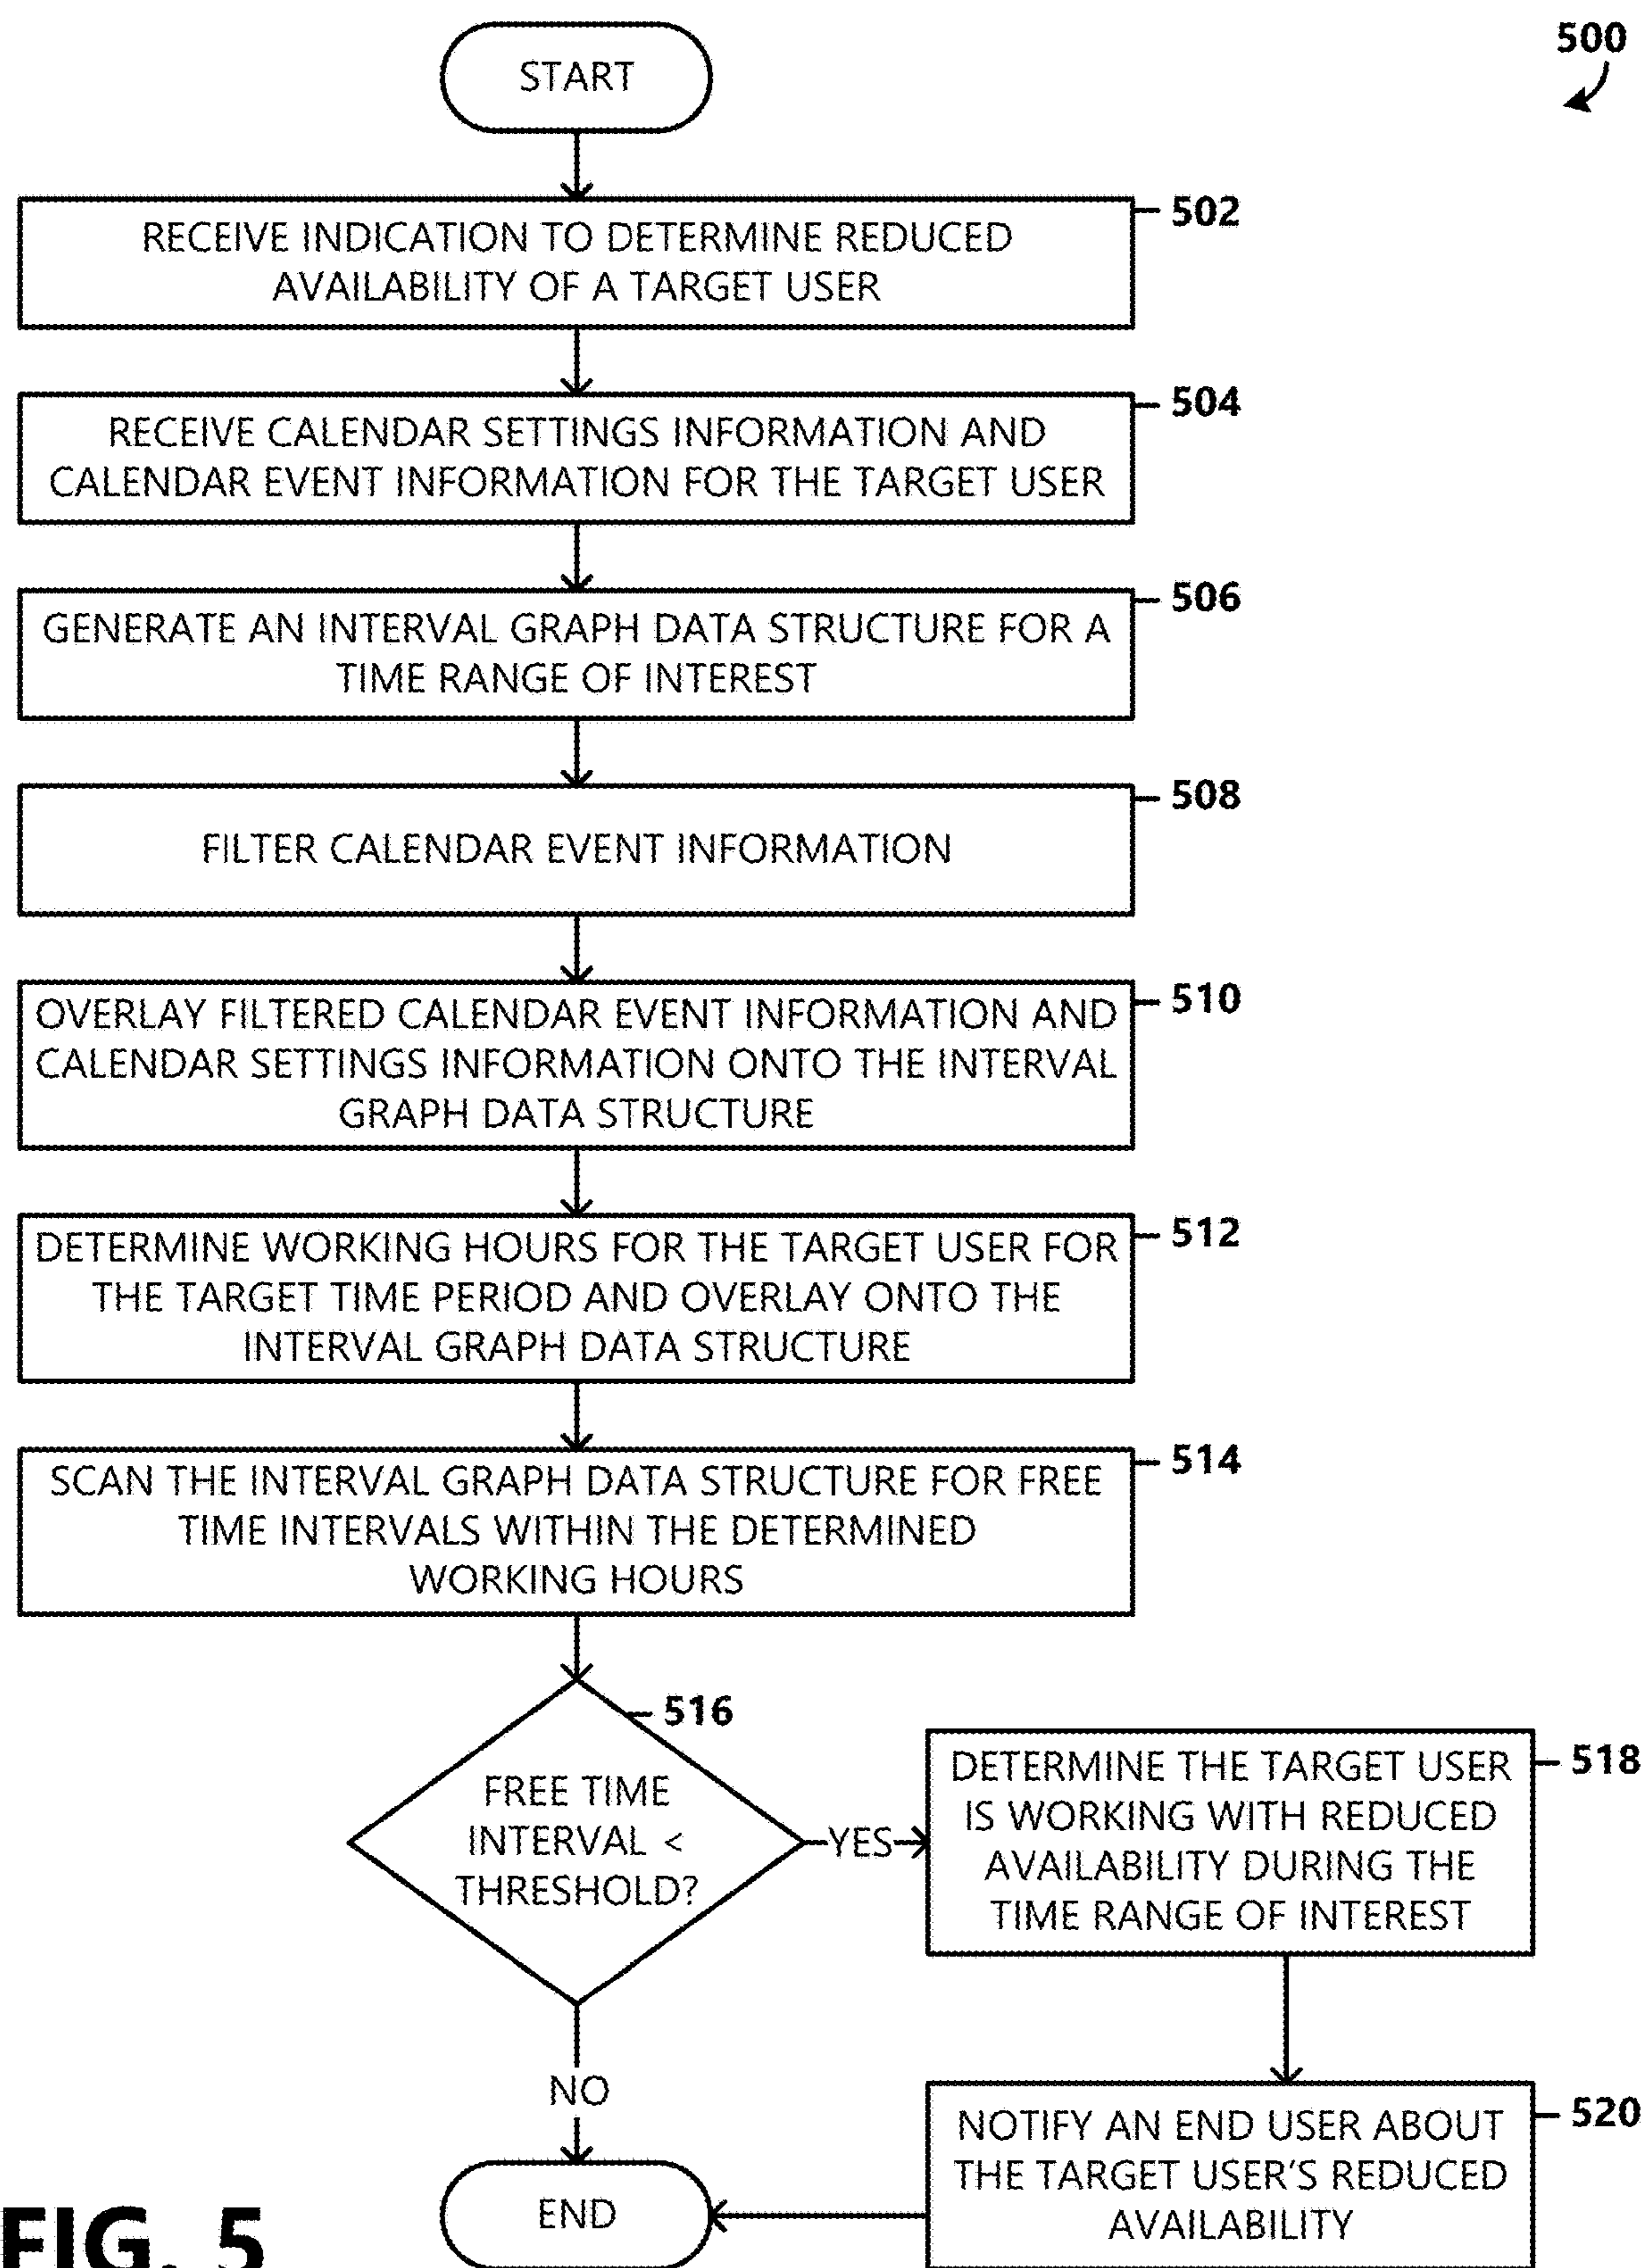 500
START
502
RECEIVE INDICATION TO DETERMINE REDUCED
AVAILABILITY OF A TARGET USER
504
RECEIVE CALENDAR SETTINGS INFORMATION AND
CALENDAR EVENT INFORMATION FOR THE TARGET USER
506
GENERATE AN INTERVAL GRAPH DATA STRUCTURE FOR A
TIME RANGE OF INTEREST
508
FILTER CALENDAR EVENT INFORMATION
510
OVERLAY FILTERED CALENDAR EVENT INFORMATION AND
CALENDAR SETTINGS INFORMATION ONTO THE INTERVAL
GRAPH DATA STRUCTURE
512
DETERMINE WORKING HOURS FOR THE TARGET USER FOR
THE TARGET TIME PERIOD AND OVERLAY ONTO THE
INTERVAL GRAPH DATA STRUCTURE
514
SCAN THE INTERVAL GRAPH DATA STRUCTURE FOR FREE
TIME INTERVALS WITHIN THE DETERMINED
WORKING HOURS
516
FREE TIME
INTERVAL <
THRESHOLD?
YES
518
DETERMINE THE TARGET USER
IS WORKING WITH REDUCED
AVAILABILITY DURING THE
TIME RANGE OF INTEREST
NO
520
NOTIFY AN END USER ABOUT
THE TARGET USER'S REDUCED
AVAILABILITY
END
FIG. 5